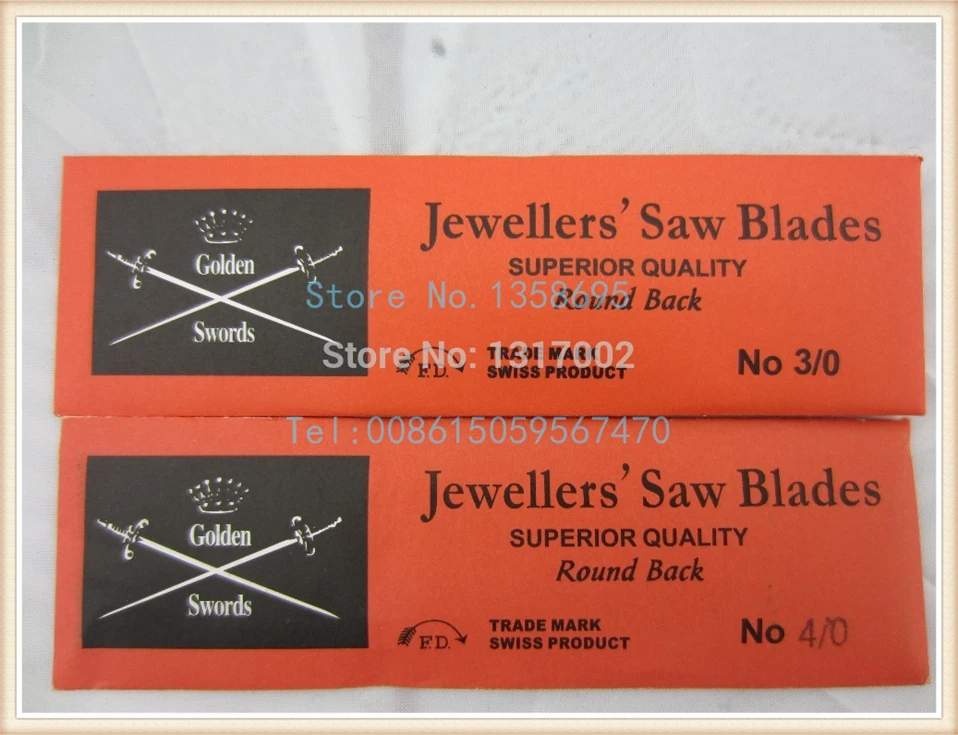 Golden
Swords
Jewellers' Saw Blades
SUPERIOR QUALITY
Round Back
Store No. 1358695
Store No: 1317002
F.D.
TRADE MARK
SWISS PRODUCT
No 3/0
Tel:008615059567470
Golden
Swords
Jewellers' Saw Blades
SUPERIOR QUALITY
Round Back
F.D.
TRADE MARK
SWISS PRODUCT
No 4/0